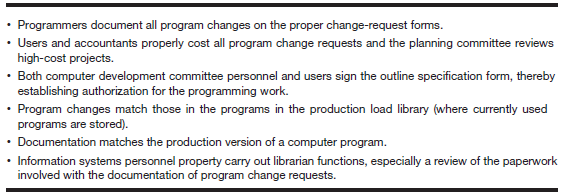 • Programmers document all program changes on the proper change-request forms.
• Users and accountants properly cost all program change requests and the planning committee reviews
high-cost projects.
• Both computer development committee personnel and users sign the outline specification form, thereby
establishing authorization for the programming work.
• Program changes match those in the programs in the production load library (where currently used
programs are stored).
• Documentation matches the production version of a computer program.
• Information systems personnel property carry out librarian functions, especially a review of the paperwork
involved with the documentation of program change requests.